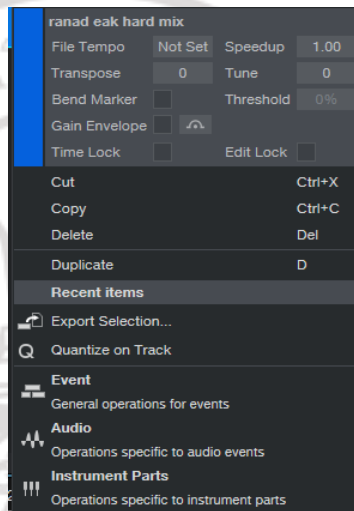 ranad eak hard mix
File Tempo Not Set Speedup 1.00
Transpose 0 Tune 0
Bend Marker Threshold 0%
Gain Envelope
Time Lock Edit Lock
Cut Ctrl+X
Copy Ctrl+C
Delete Del
Duplicate D
Recent items
Export Selection...
Q Quantize on Track
Event
General operations for events
Audio
Operations specific to audio events
Instrument Parts
Operations specific to instrument parts